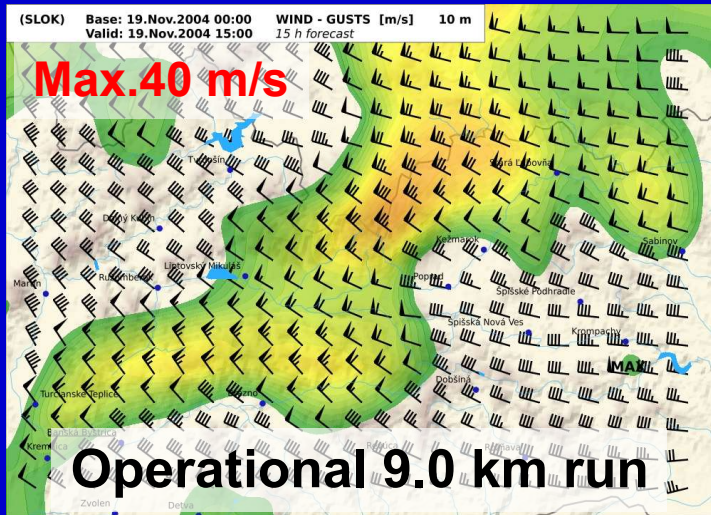 (SLOK) Base: 19.Nov.2004 00:00 WIND - GUSTS [m/s] 10 m
Valid: 19.Nov.2004 15:00 15 h forecast
Max.40 m/s
Stará Ľubovňa
Dolný Kubín
Kežmarok
Sabinov
Liptovský Mikuláš
Martin
Ružomberok
Poprad
Spišské Podhradie
Spišská Nová Ves
Krompachy
MAX
Dobšiná
Turčianske Teplice
Brezno
Banská Bystrica
Kremnica
Operational 9.0 km run
Zvolen
Detva